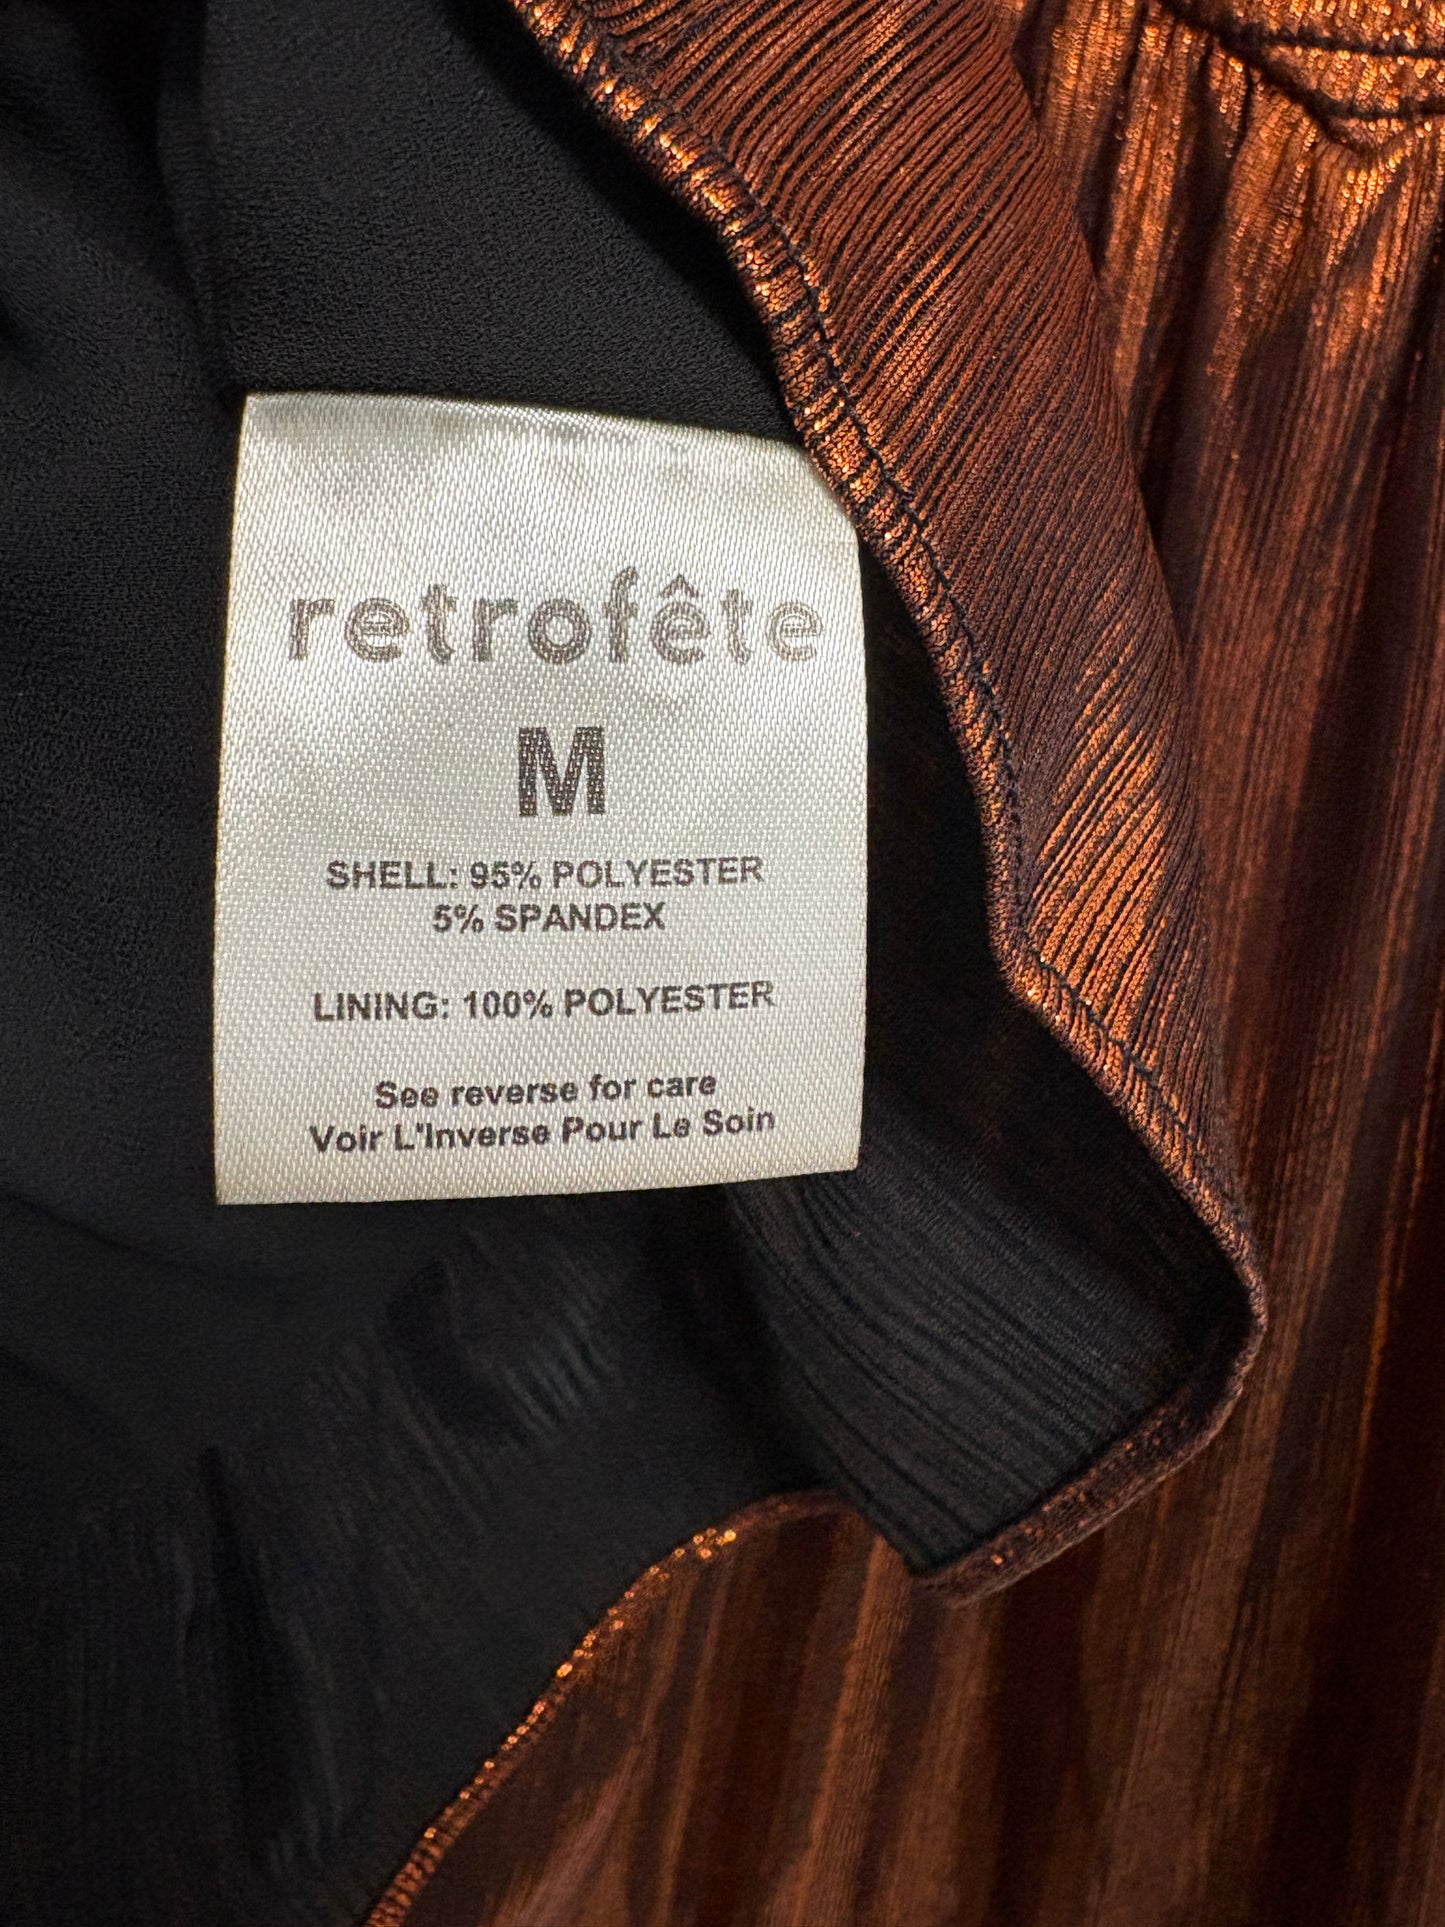 retrofête
M
SHELL: 95% POLYESTER
5% SPANDEX
LINING: 100% POLYESTER
See reverse for care
Voir L'Inverse Pour Le Soin